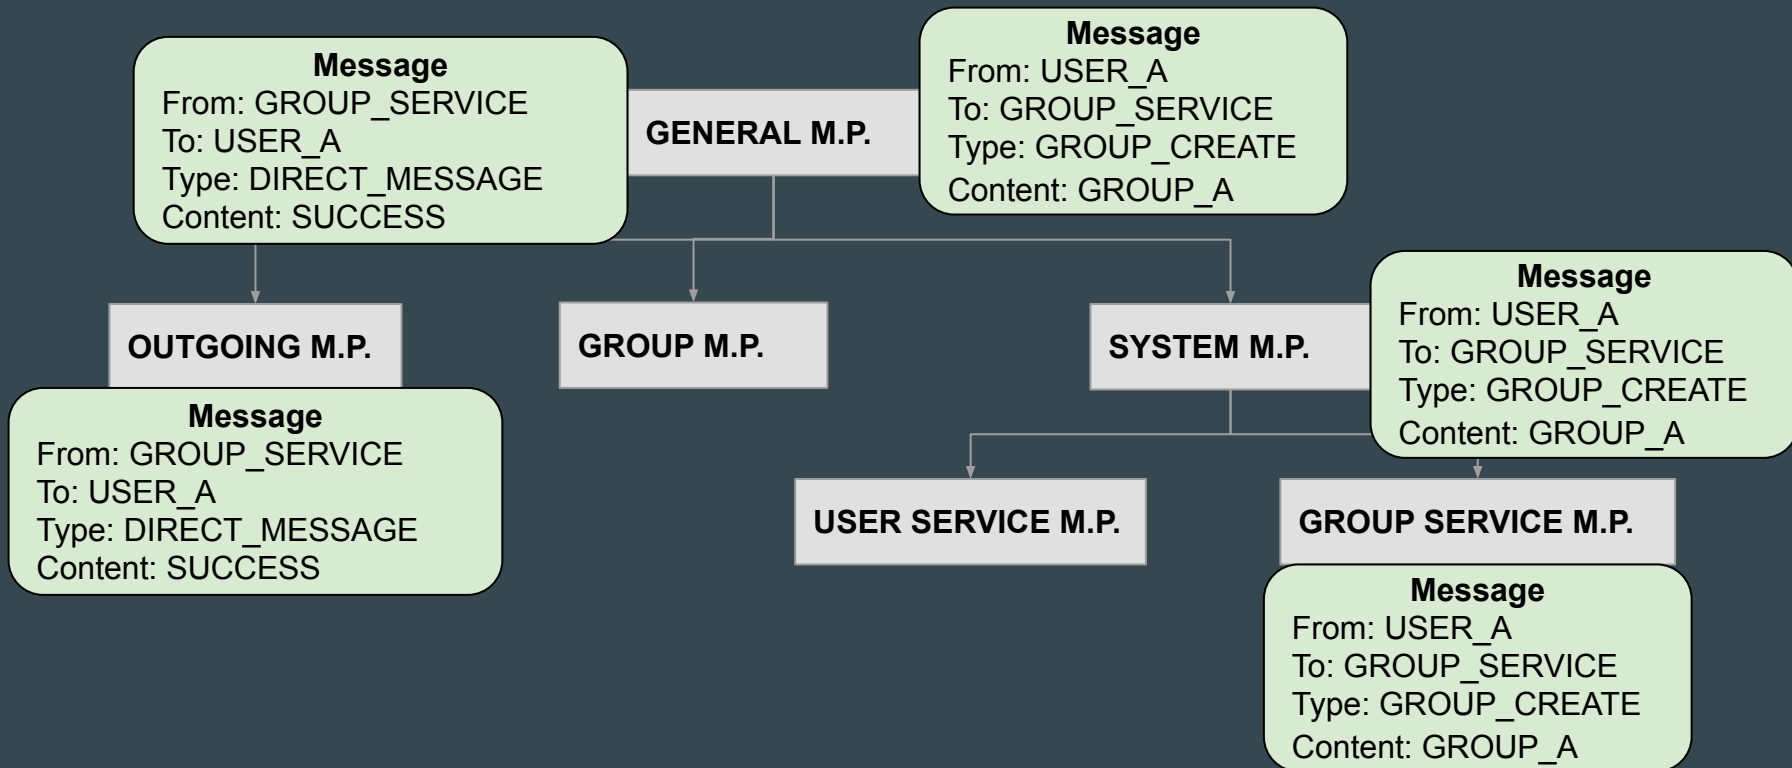 Message
From: GROUP_SERVICE
To: USER_A
Type: DIRECT_MESSAGE
Content: SUCCESS
GENERAL M.P.
Message
From: USER_A
To: GROUP_SERVICE
Type: GROUP_CREATE
Content: GROUP_A
OUTGOING M.P.
GROUP M.P.
SYSTEM M.P.
Message
From: USER_A
To: GROUP_SERVICE
Type: GROUP_CREATE
Content: GROUP_A
Message
From: GROUP_SERVICE
To: USER_A
Type: DIRECT_MESSAGE
Content: SUCCESS
USER SERVICE M.P.
GROUP SERVICE M.P.
Message
From: USER_A
To: GROUP_SERVICE
Type: GROUP_CREATE
Content: GROUP_A